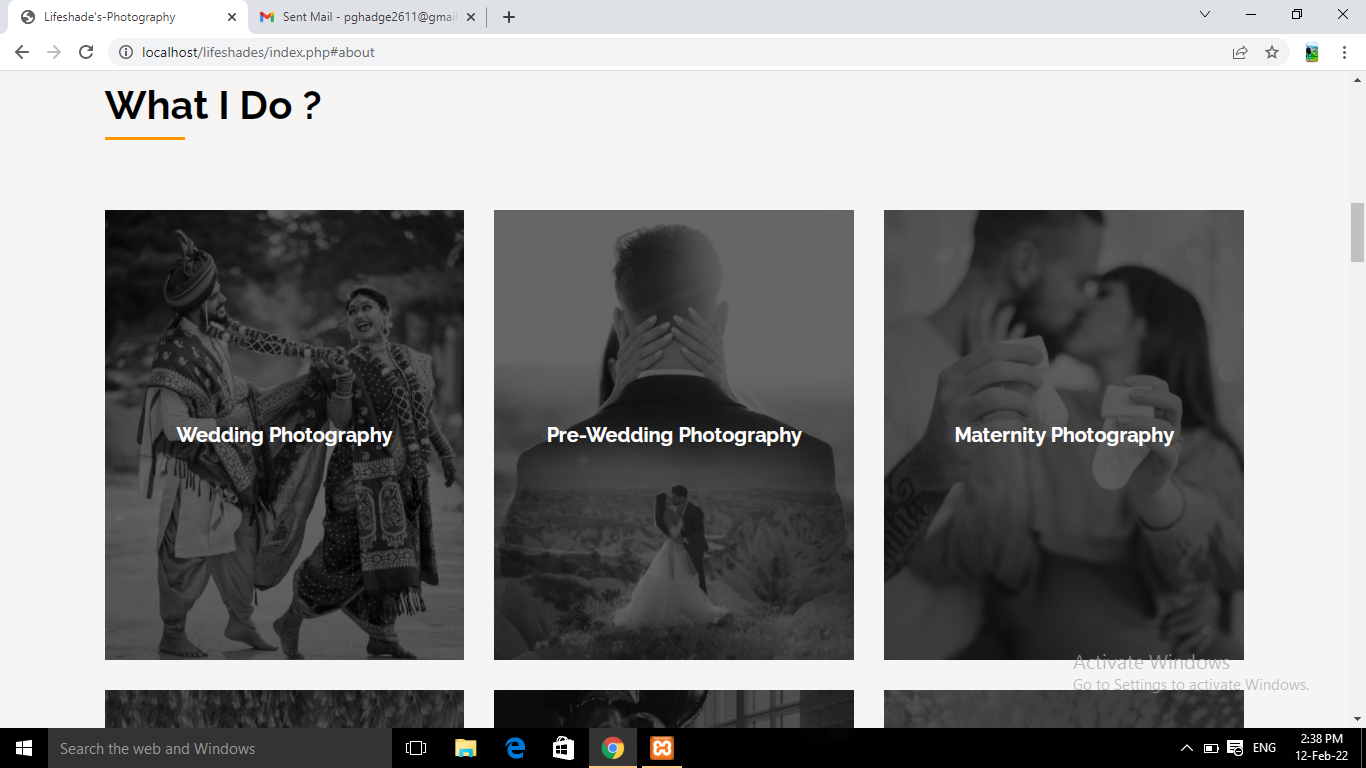 Lifeshade's-Photography
Sent Mail - pghadge2611@gmail
localhost/lifeshades/index.php#about
What I Do ?
Wedding Photography
Pre-Wedding Photography
Maternity Photography
Activate Windows
Go to Settings to activate Windows.
Search the web and Windows
ENG
2:38 PM
12-Feb-22